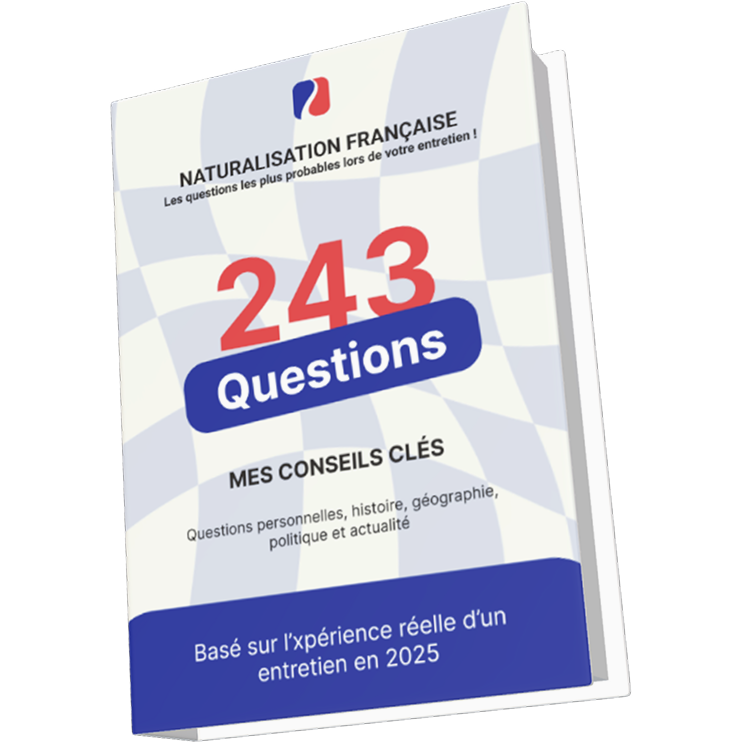 NATURALISATION FRANÇAISE
Les questions les plus probables lors de votre entretien !
243
Questions
MES CONSEILS CLÉS
Questions personnelles, histoire, géographie,
politique et actualité
Basé sur l'xpérience réelle d'un
entretien en 2025